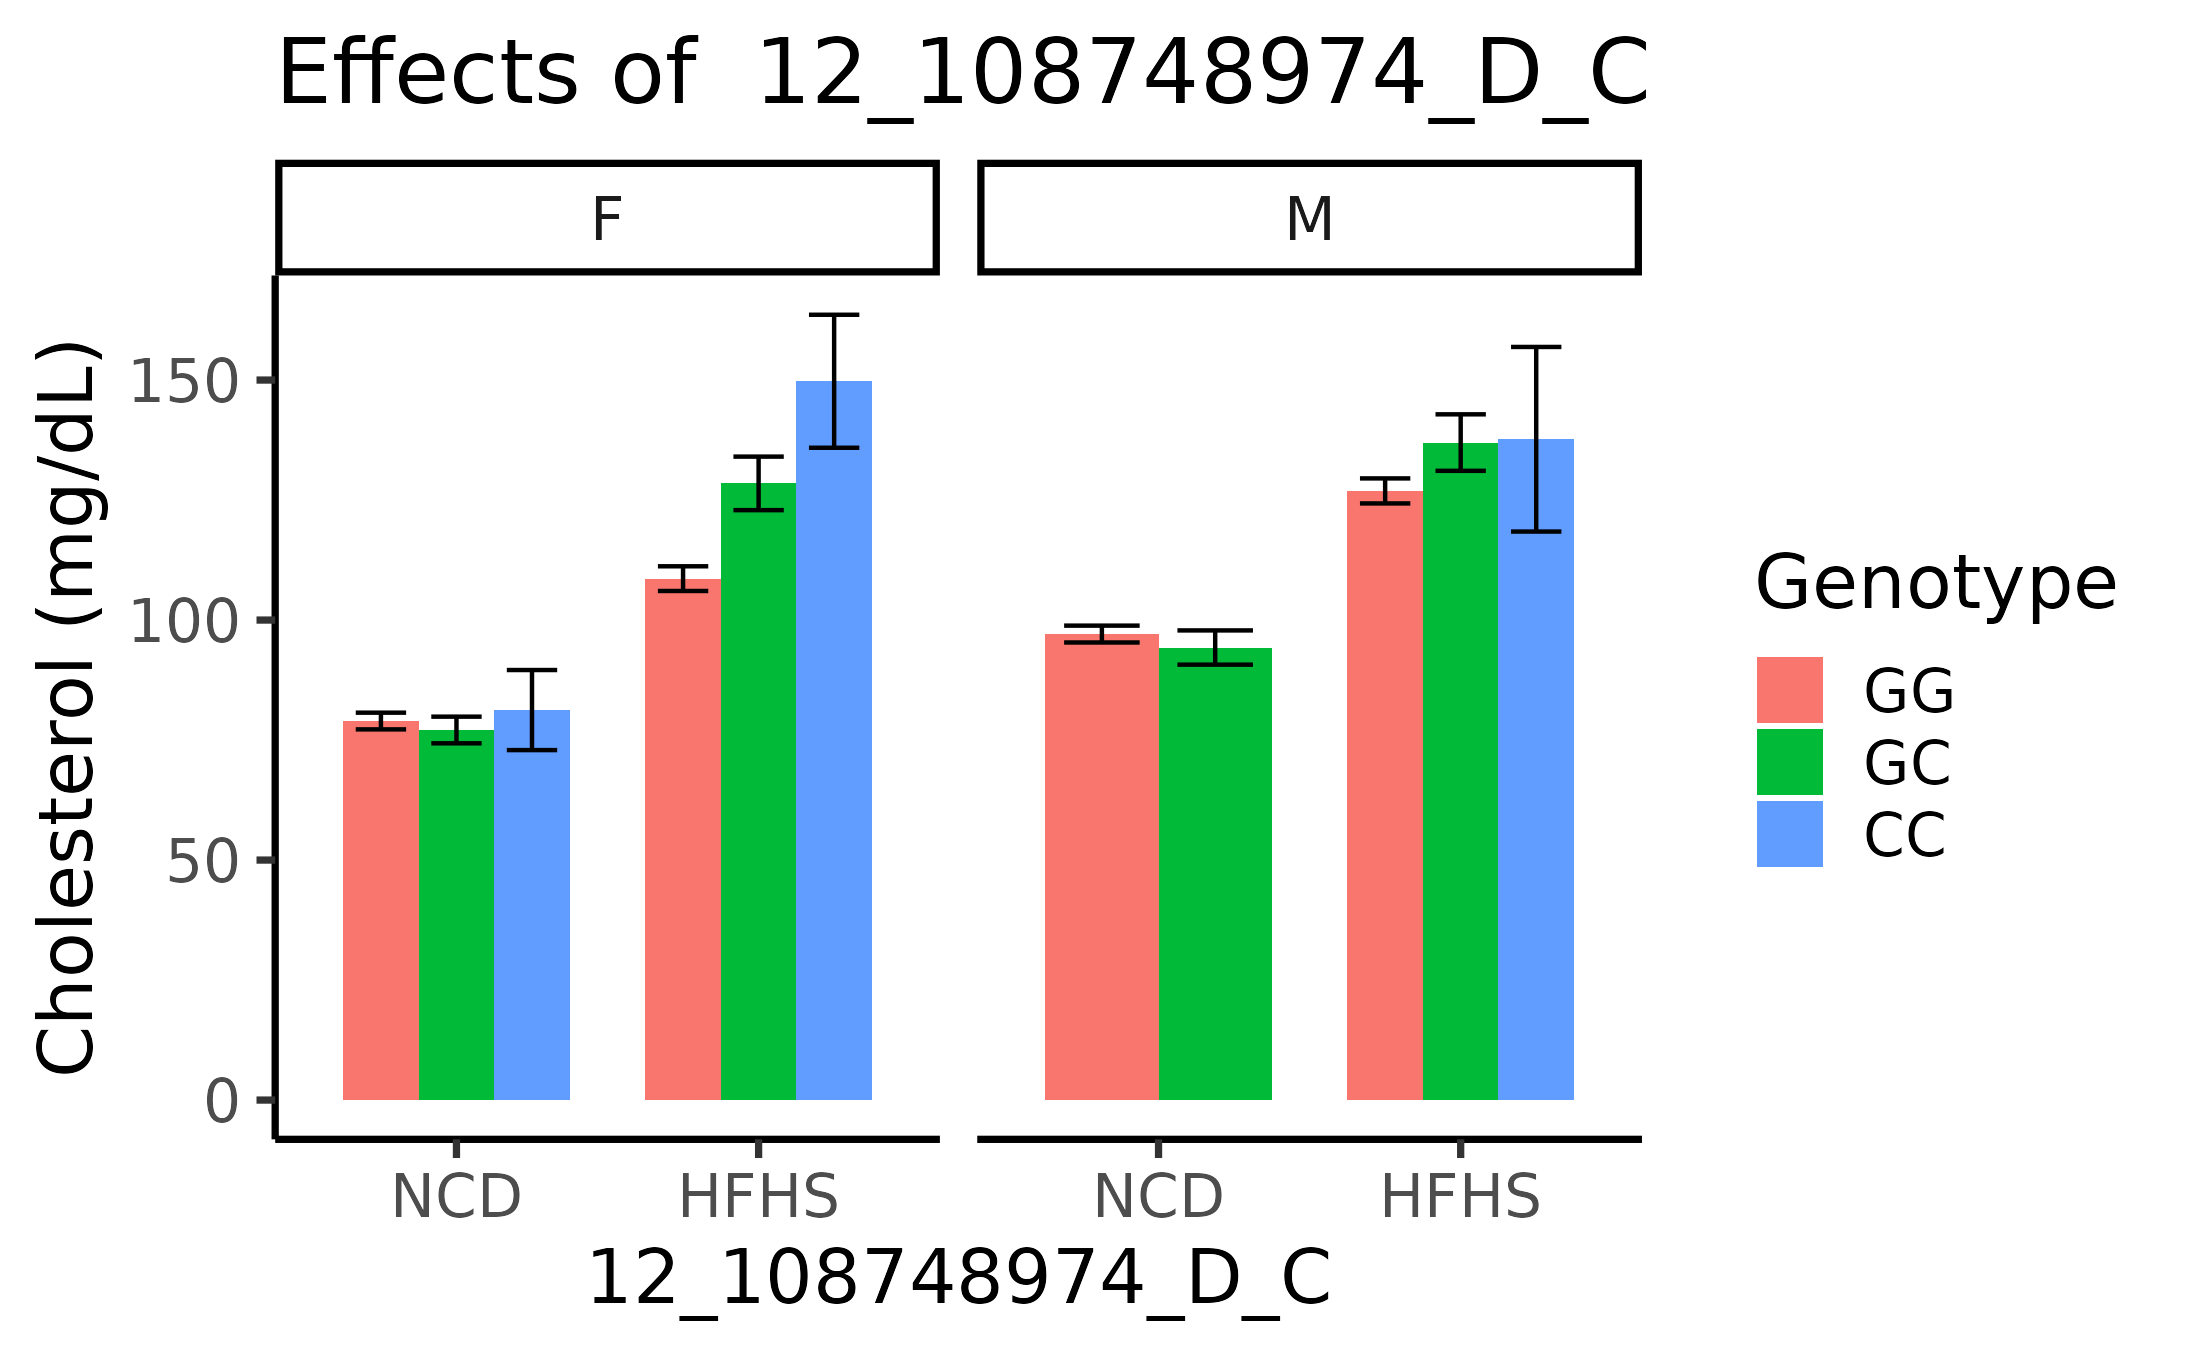 Effects of  12_108748974_D_C
F
M
Cholesterol (mg/dL)
150
100
50
0
NCD
HFHS
NCD
HFHS
12_108748974_D_C
Genotype
GG
GC
CC